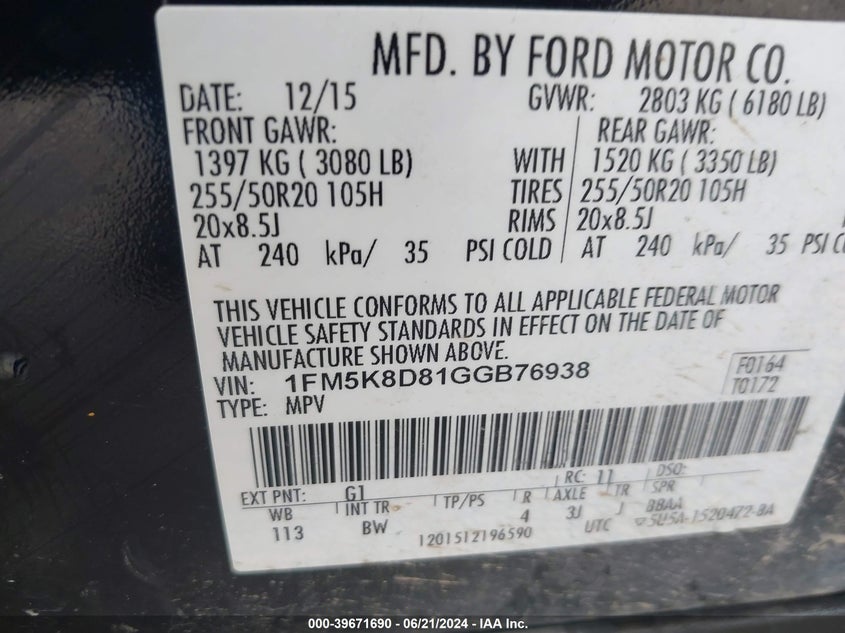 MFD. BY FORD MOTOR CO.
DATE: 12/15 GVWR: 2803 KG ( 6180 LB)
FRONT GAWR: REAR GAWR:
1397 KG ( 3080 LB) WITH 1520 KG ( 3350 LB)
255/50R20 105H TIRES 255/50R20 105H
20x8.5J RIMS 20x8.5J
AT 240 kPa/ 35 PSI COLD AT 240 kPa/ 35 PSI
THIS VEHICLE CONFORMS TO ALL APPLICABLE FEDERAL MOTOR
VEHICLE SAFETY STANDARDS IN EFFECT ON THE DATE OF
MANUFACTURE SHOWN ABOVE.
VIN: 1FM5K8D81GGB76938 F0164
TYPE: MPV T0172
EXT PNT: G1 RC: 11 DSO:
WB INT TR TP/PS R AXLE TR SPR
113 BW 4 3J J BBAA
1201512196590 UTC
000-39671690 - 06/21/2024 - IAA Inc.